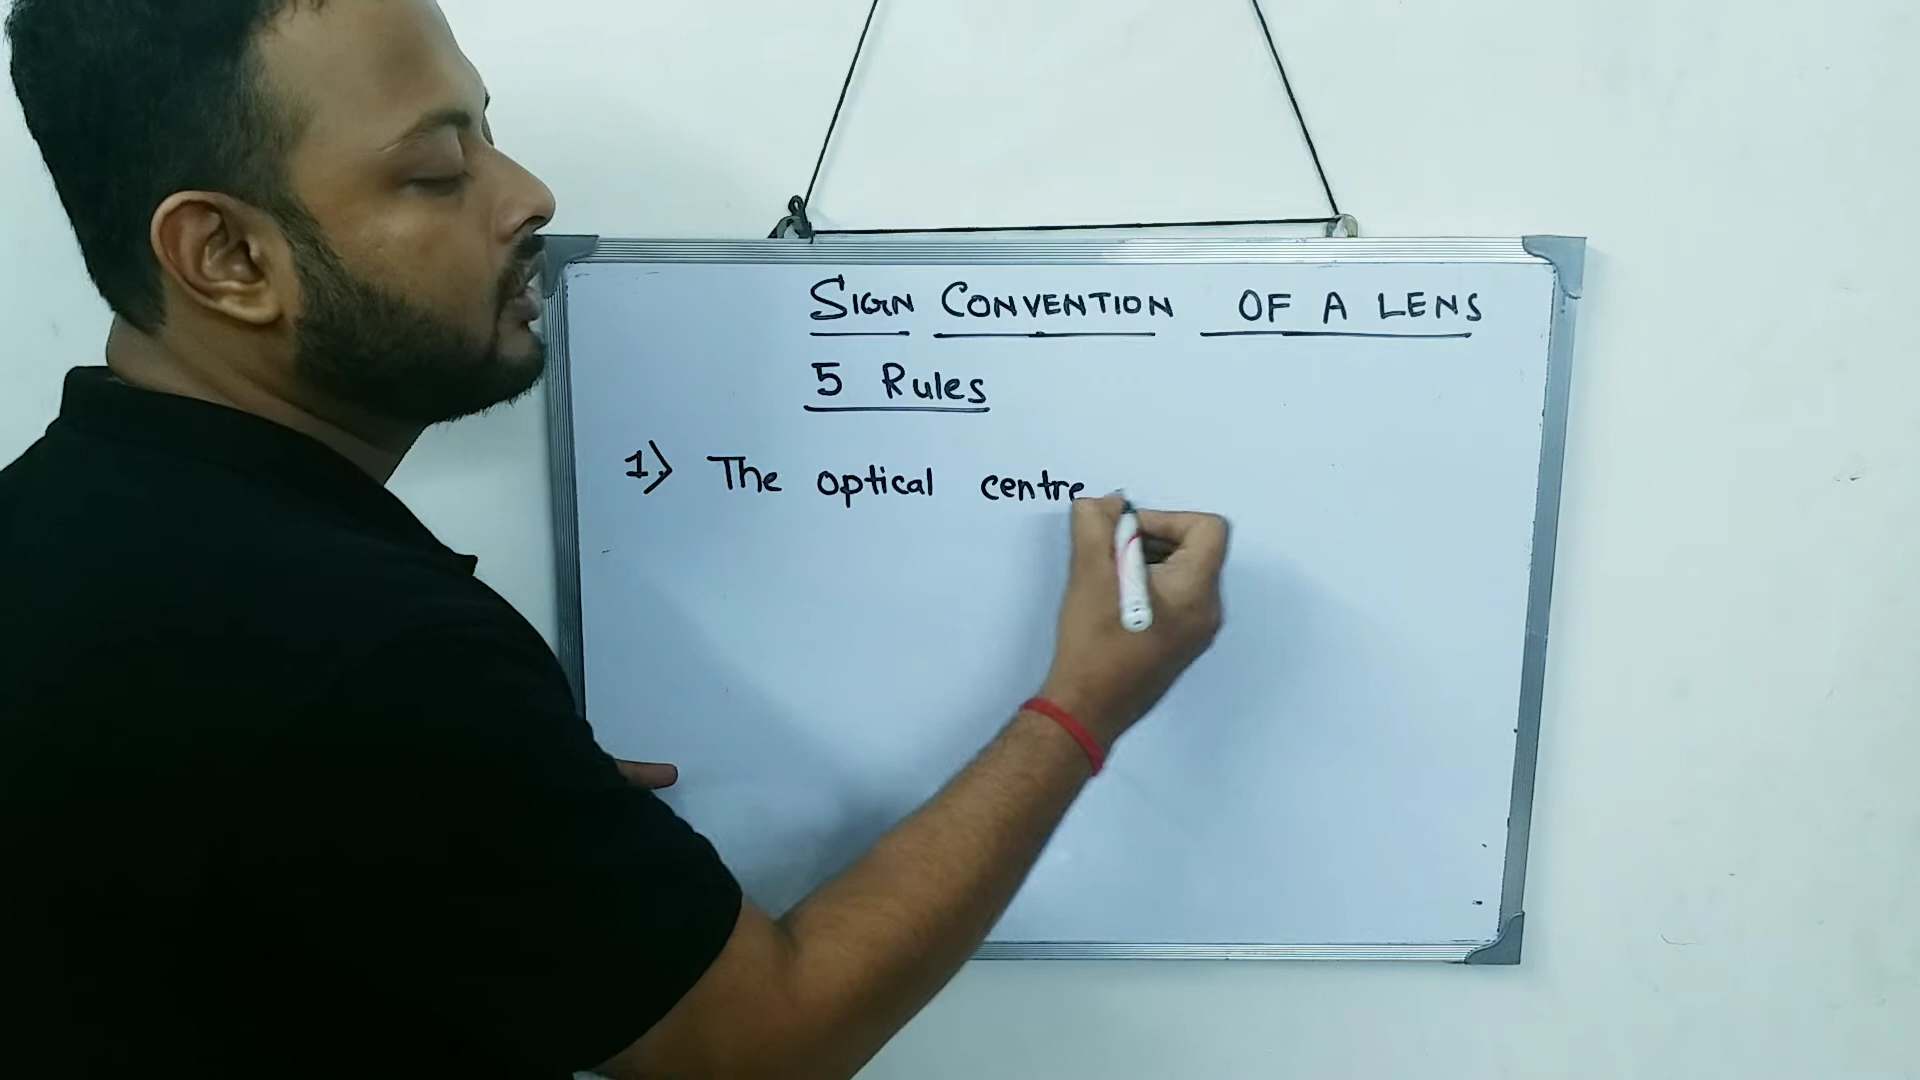 SIGN CONVENTION OF A LENS
5 Rules
1) The optical centre